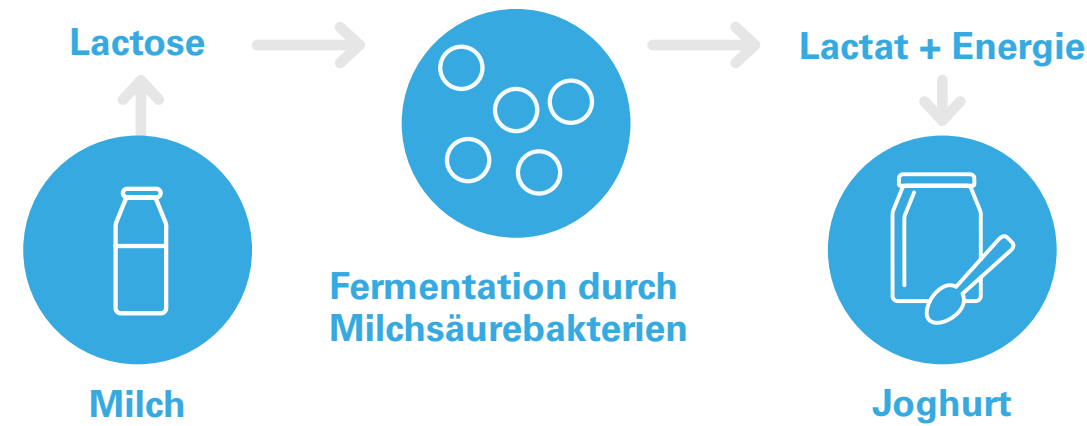 Lactose
Lactat + Energie
Fermentation durch
Milchsäurebakterien
Milch
Joghurt